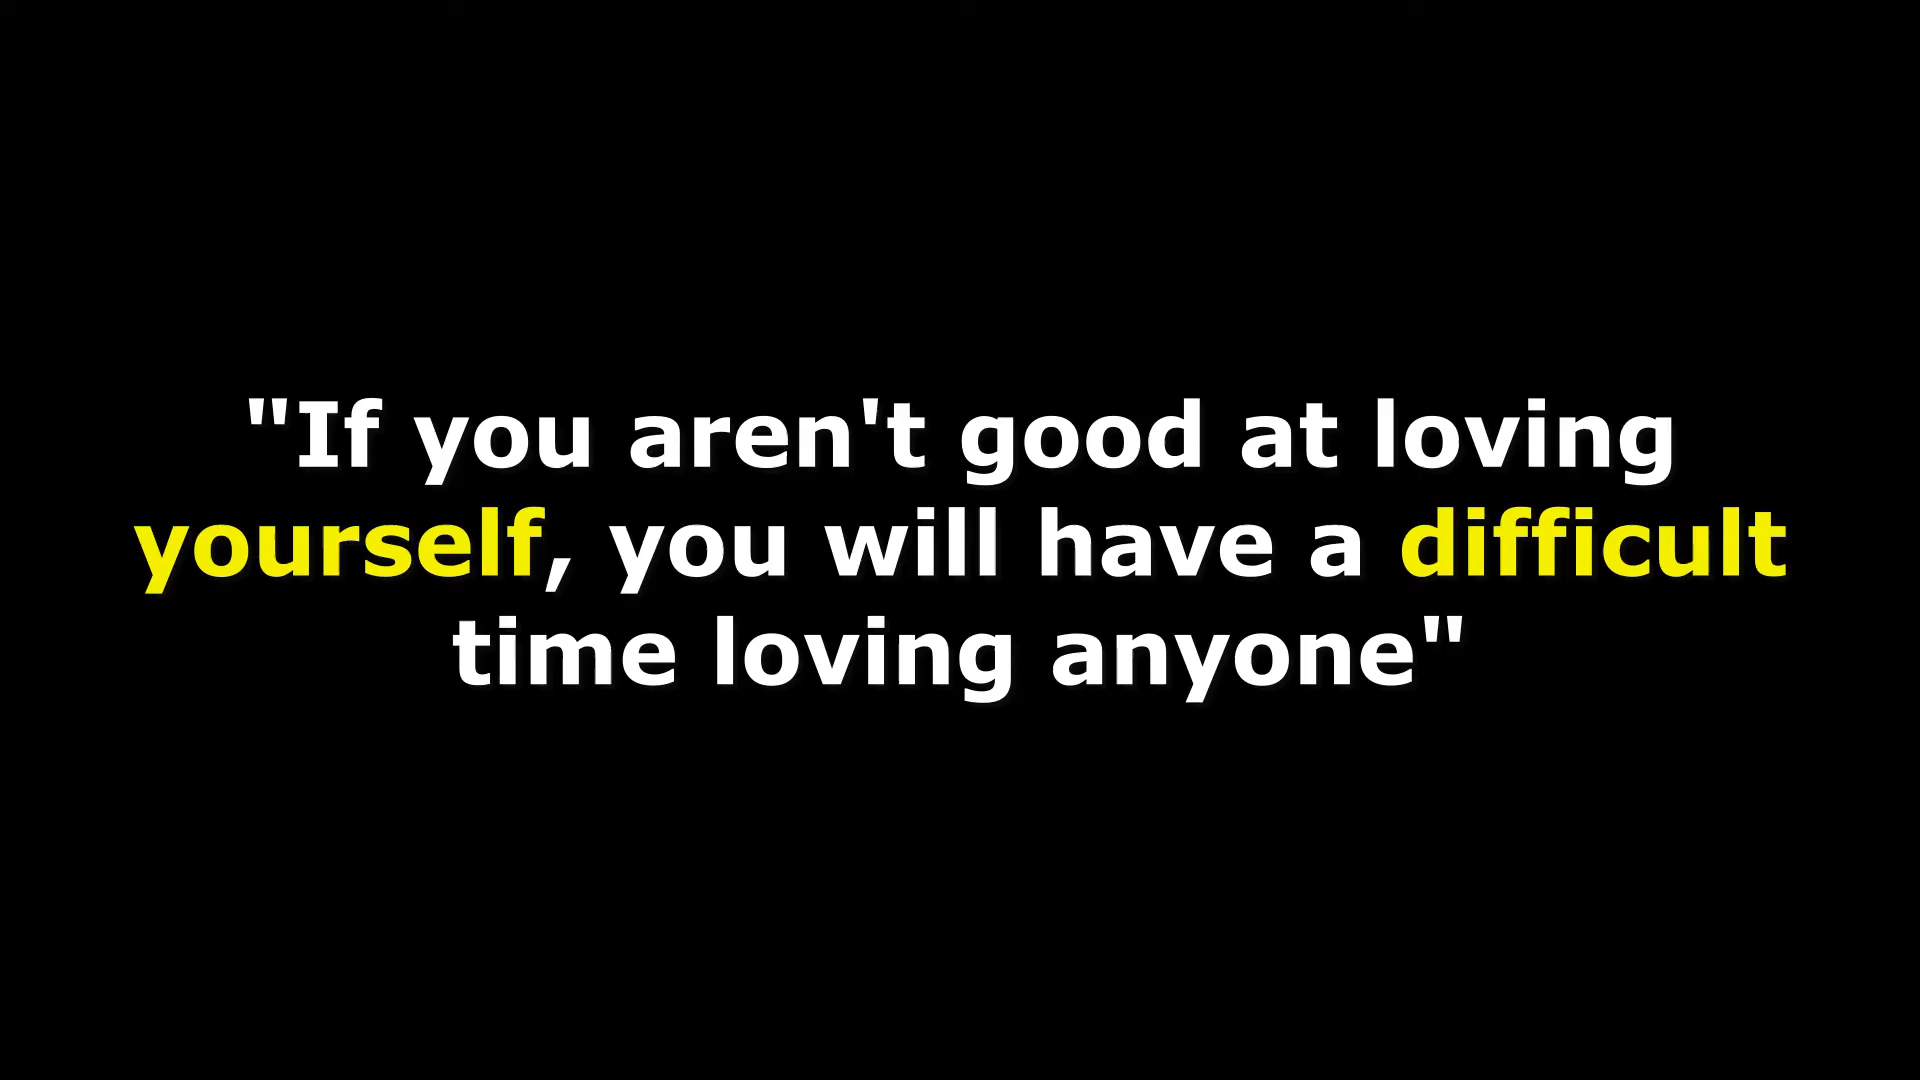 "If you aren't good at loving
yourself, you will have a difficult
time loving anyone"